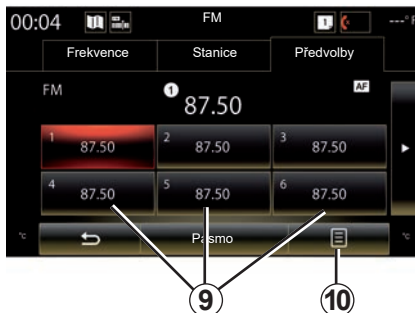 00:04 FM 1 ---° F
Frekvence Stanice Předvolby
FM 1 87.50 AF
1 87.50 2 87.50 3 87.50
4 87.50 5 87.50 6 87.50
°C Pásmo °C
9 10